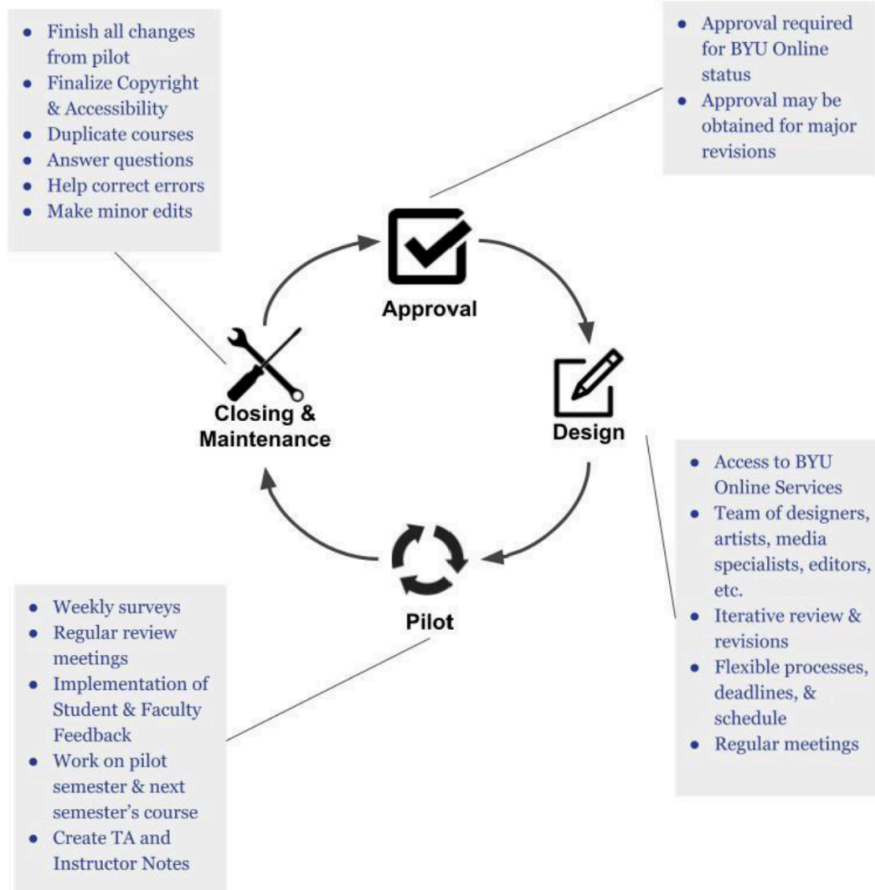 ● Finish all changes
from pilot
● Finalize Copyright
& Accessibility
● Duplicate courses
● Answer questions
● Help correct errors
● Make minor edits
● Approval required
for BYU Online
status
● Approval may be
obtained for major
revisions
Approval
Closing &
Maintenance
Design
● Access to BYU
Online Services
● Team of designers,
artists, media
specialists, editors,
etc.
● Iterative review &
revisions
● Flexible processes,
deadlines, &
schedule
● Regular meetings
Pilot
● Weekly surveys
● Regular review
meetings
● Implementation of
Student & Faculty
Feedback
● Work on pilot
semester & next
semester's course
● Create TA and
Instructor Notes